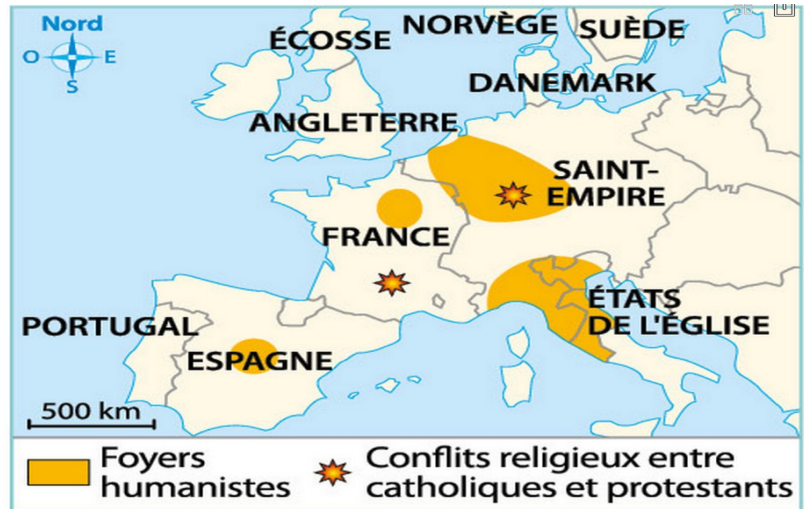 Nord
O
E
S
ÉCOSSE
NORVÈGE
SUÈDE
DANEMARK
ANGLETERRE
SAINT-
EMPIRE
FRANCE
ÉTATS
DE L'ÉGLISE
PORTUGAL
ESPAGNE
500 km
Foyers
humanistes
Conflits religieux entre
catholiques et protestants